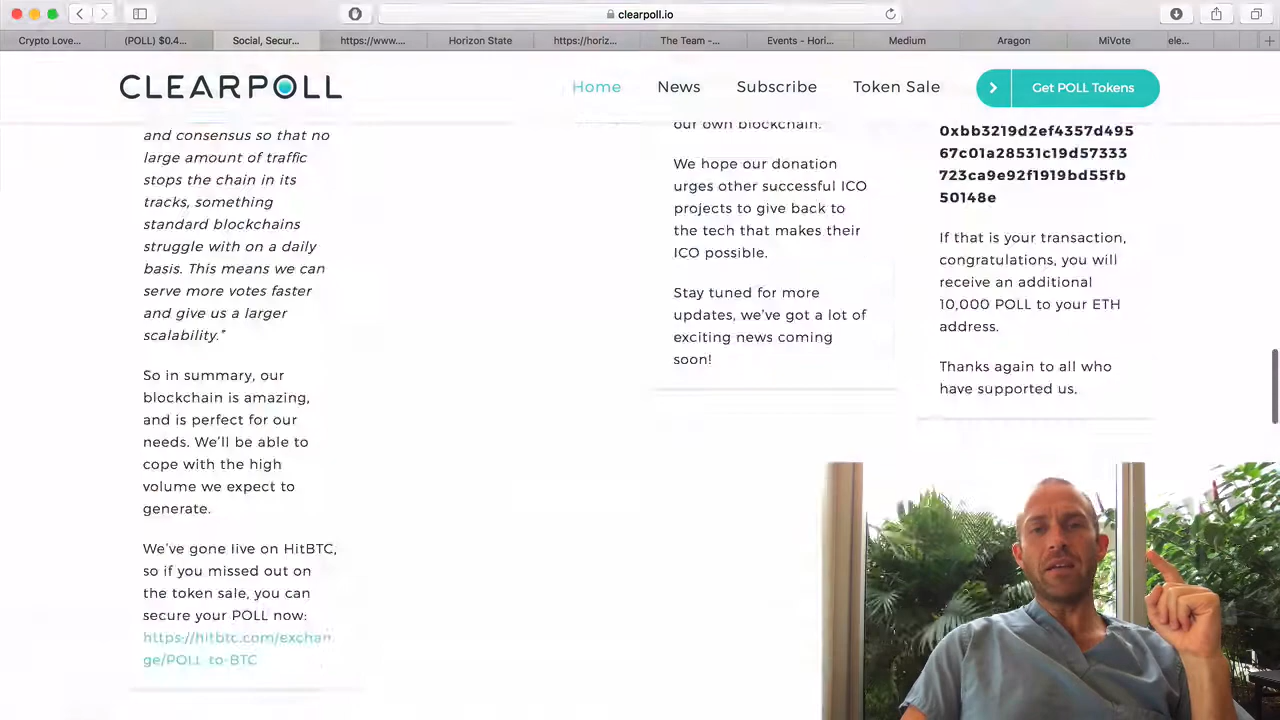 clearpoll.io
Crypto Love...
(POLL) $0.4...
Social, Secur...
https://www....
Horizon State
https://horiz...
The Team -...
Events - Hori...
Medium
Aragon
MiVote
ele...
CLEARPOLL
Home
News
Subscribe
Token Sale
Get POLL Tokens
and consensus so that no
large amount of traffic
stops the chain in its
tracks, something
standard blockchains
struggle with on a daily
basis. This means we can
serve more votes faster
and give us a larger
scalability.”
So in summary, our
blockchain is amazing,
and is perfect for our
needs. We’ll be able to
cope with the high
volume we expect to
generate.
We’ve gone live on HitBTC,
so if you missed out on
the token sale, you can
secure your POLL now:
https://hitbtc.com/exchan
ge/POLL_to-BTC
our own blockchain.
We hope our donation
urges other successful ICO
projects to give back to
the tech that makes their
ICO possible.
Stay tuned for more
updates, we’ve got a lot of
exciting news coming
soon!
0xbb3219d2ef4357d495
67c01a28531c19d57333
723ca9e92f1919bd55fb
50148e
If that is your transaction,
congratulations, you will
receive an additional
10,000 POLL to your ETH
address.
Thanks again to all who
have supported us.